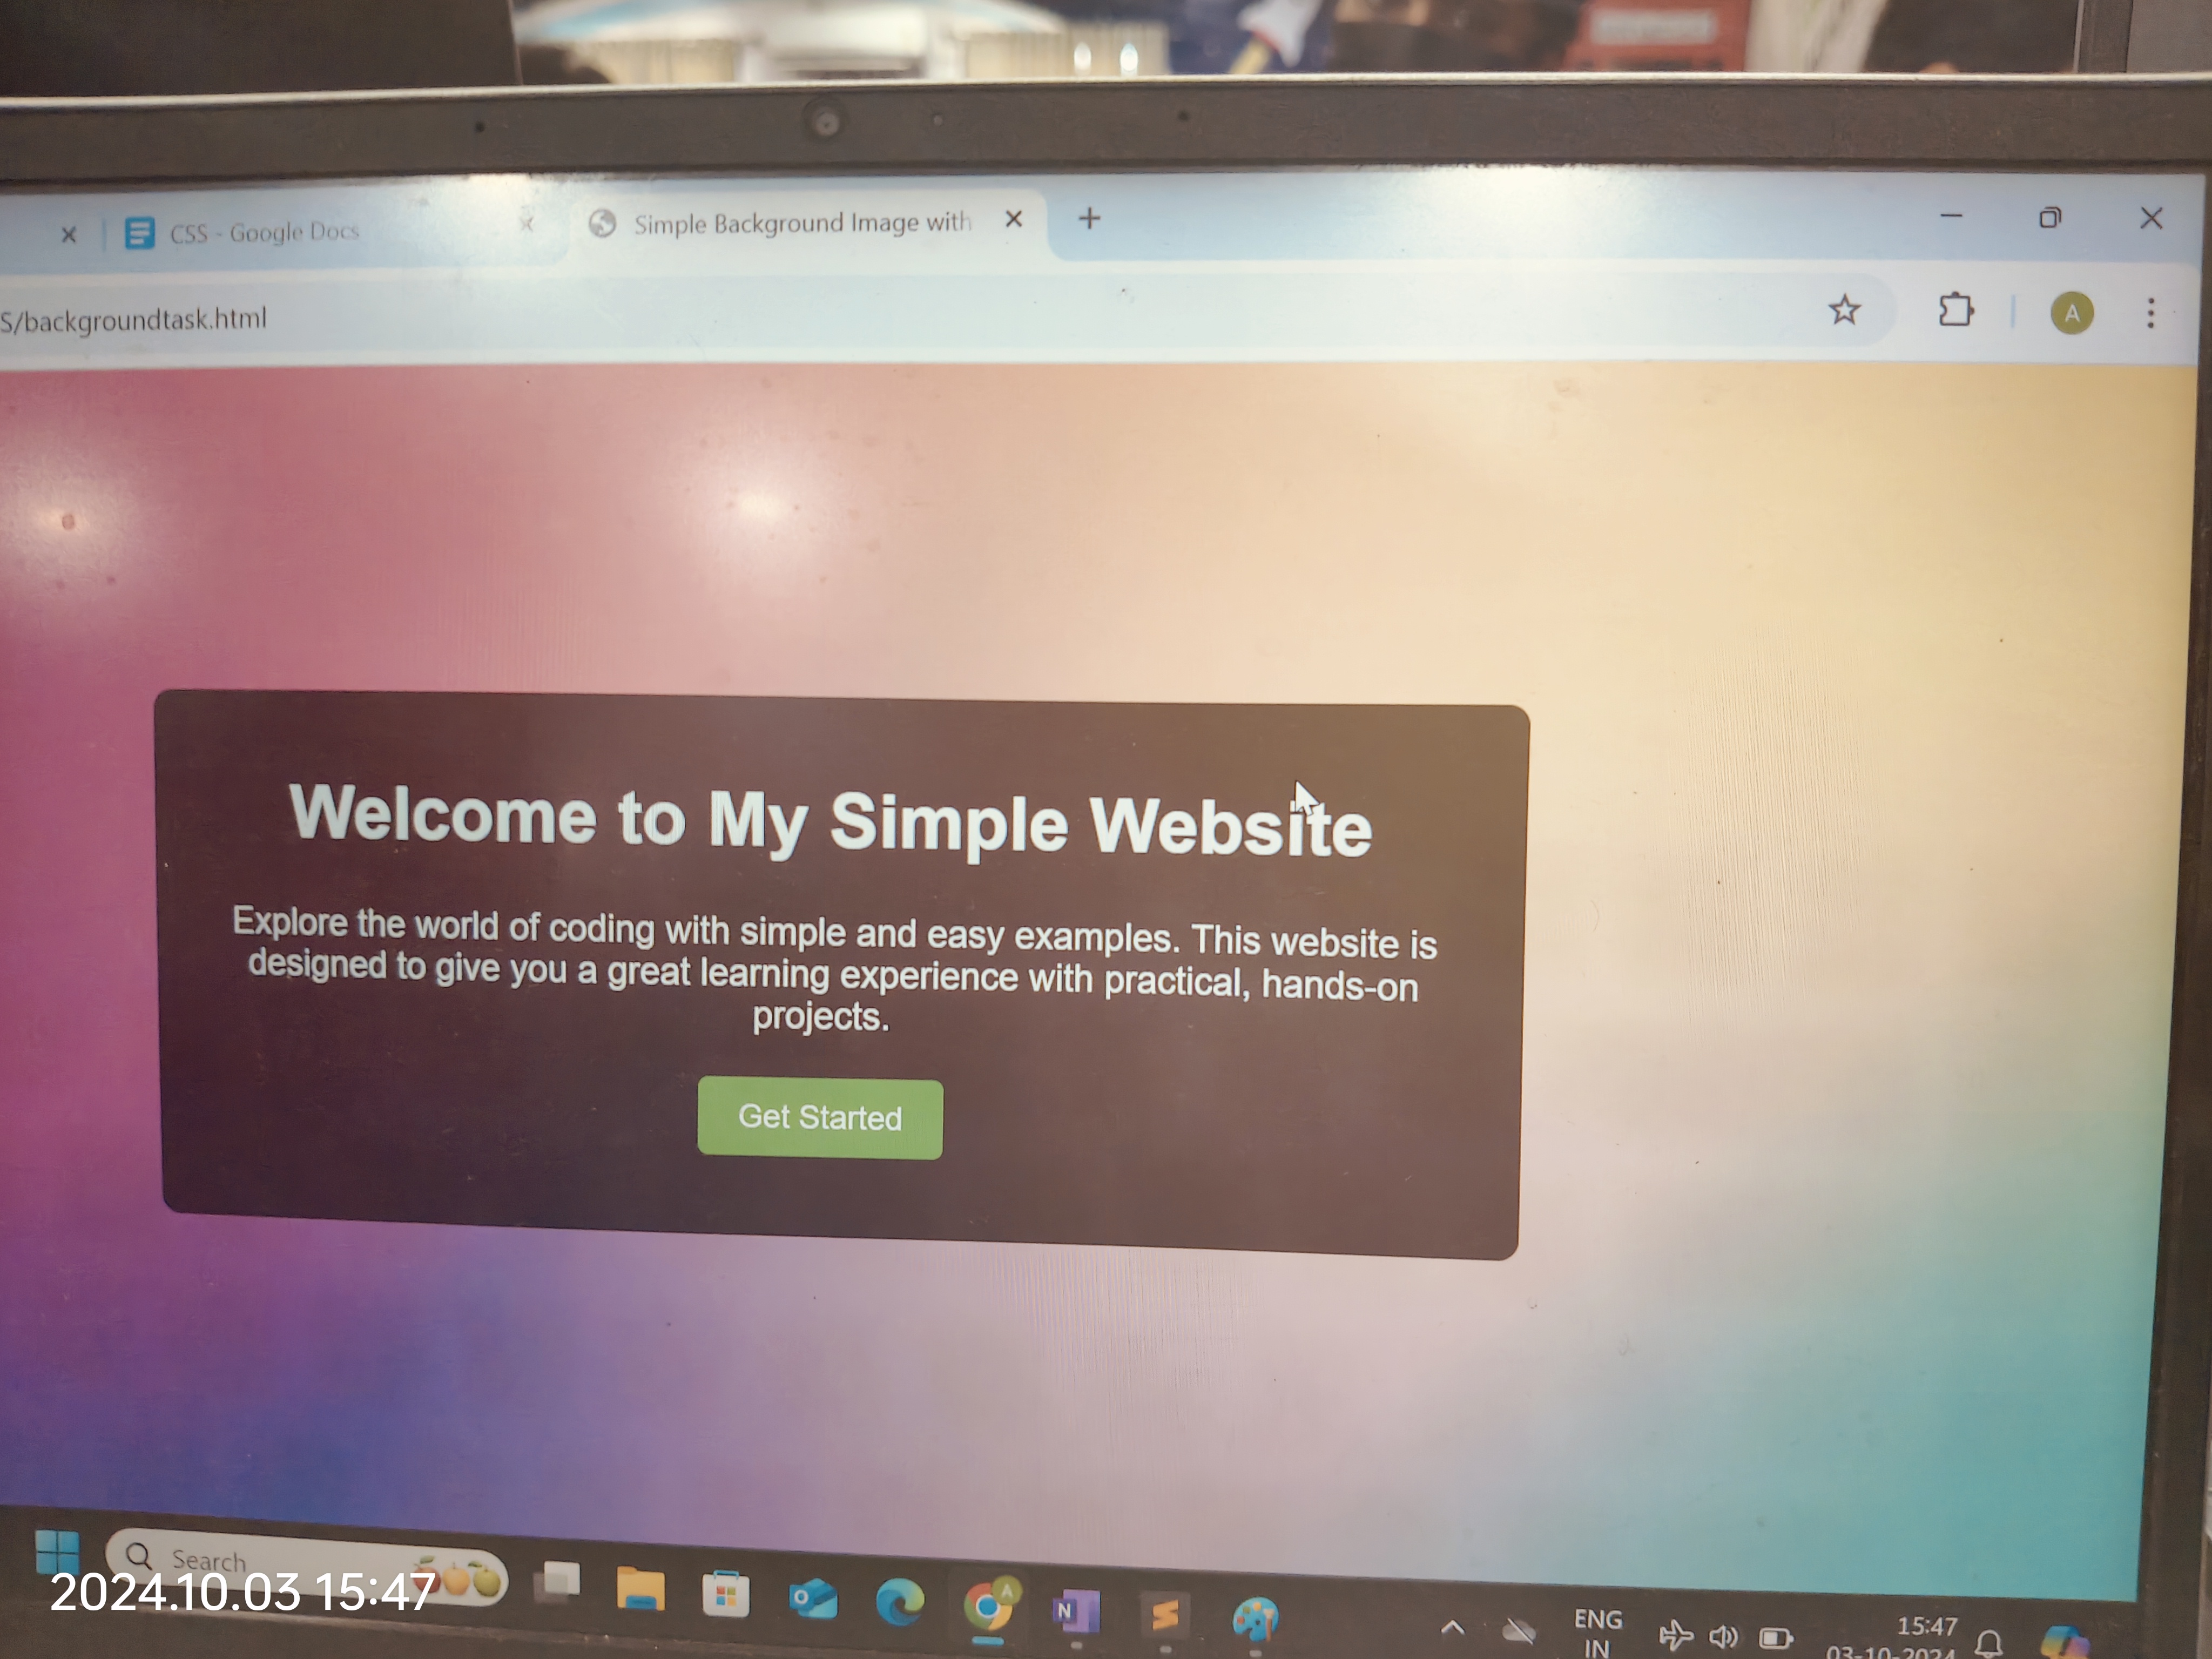 CSS - Google Docs
Simple Background Image with
S/backgroundtask.html
A
Welcome to My Simple Website
Explore the world of coding with simple and easy examples. This website is
designed to give you a great learning experience with practical, hands-on
projects.
Get Started
Search
A
N
ENG
IN
15:47
03-10-2024
2024.10.03 15:47